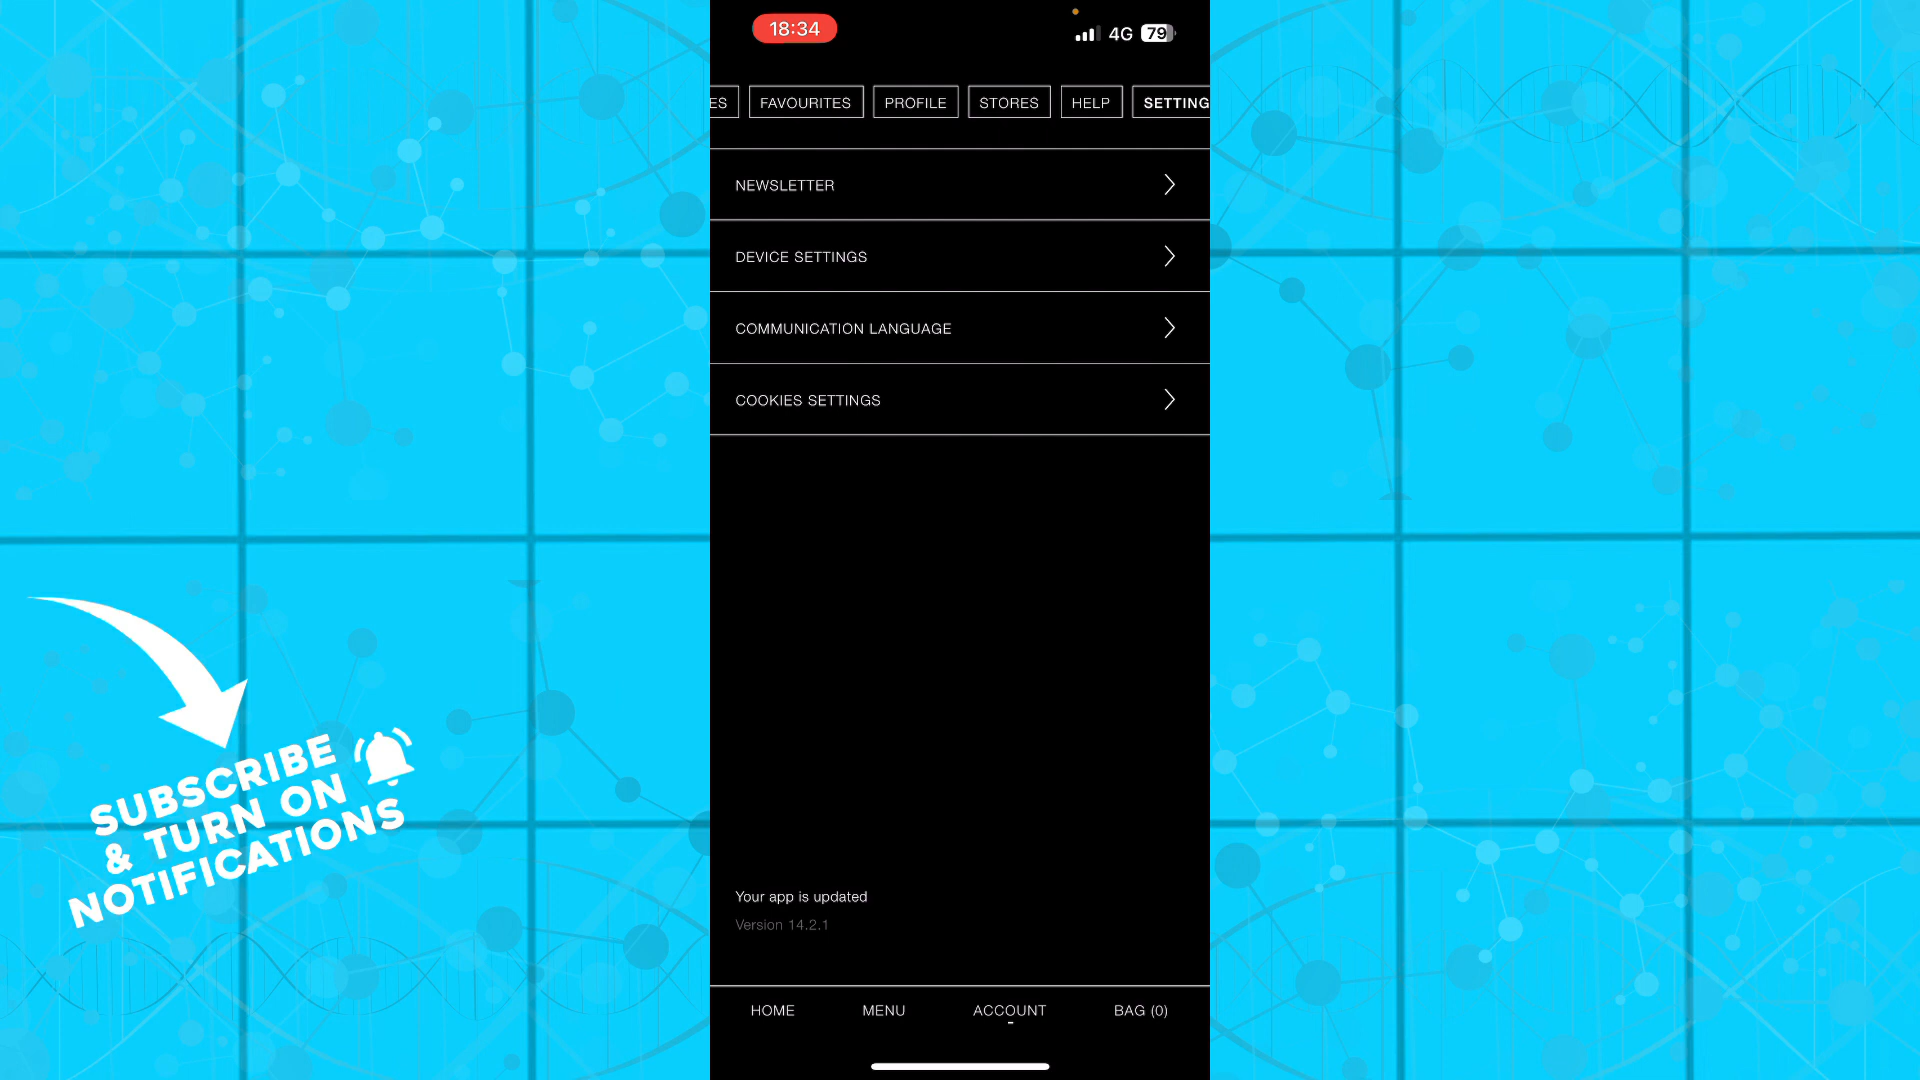 18:34
4G 79
ES
FAVOURITES
PROFILE
STORES
HELP
SETTING
NEWSLETTER
DEVICE SETTINGS
COMMUNICATION LANGUAGE
COOKIES SETTINGS
SUBSCRIBE
& TURN ON
NOTIFICATIONS
Your app is updated
Version 14.2.1
HOME
MENU
ACCOUNT
BAG (0)